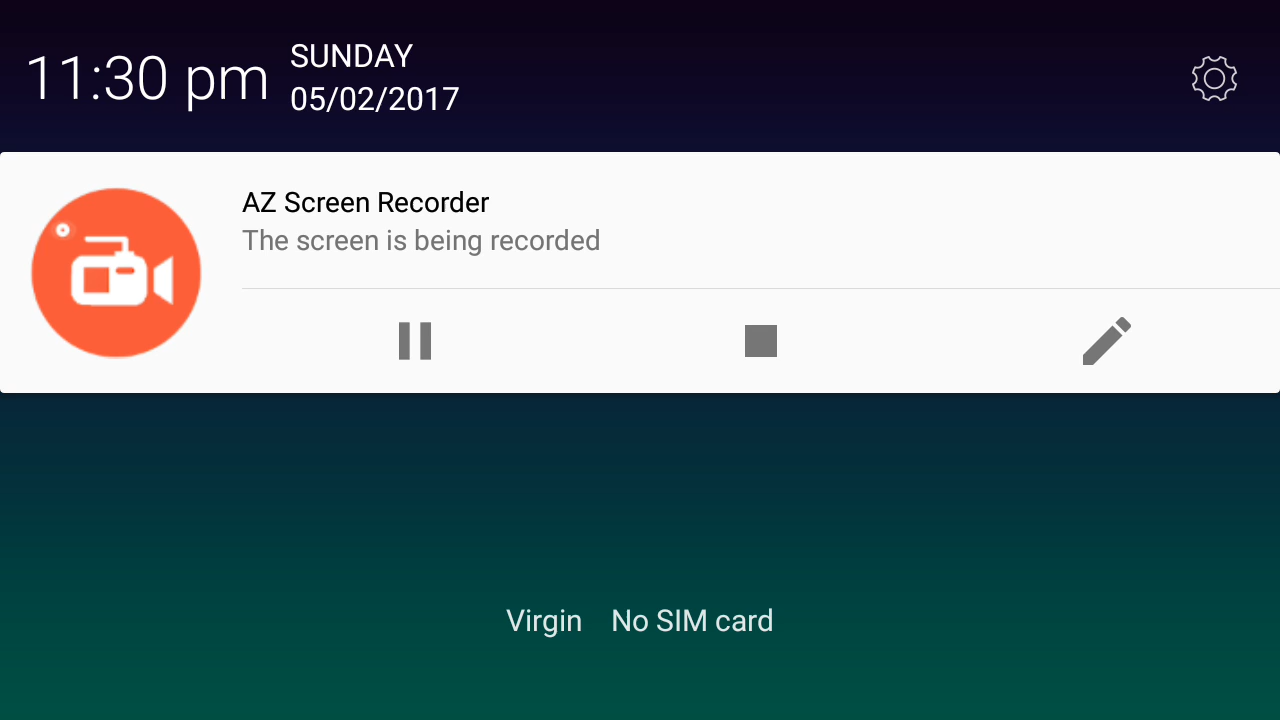 11:30 pm
SUNDAY
05/02/2017
AZ Screen Recorder
The screen is being recorded
Virgin No SIM card